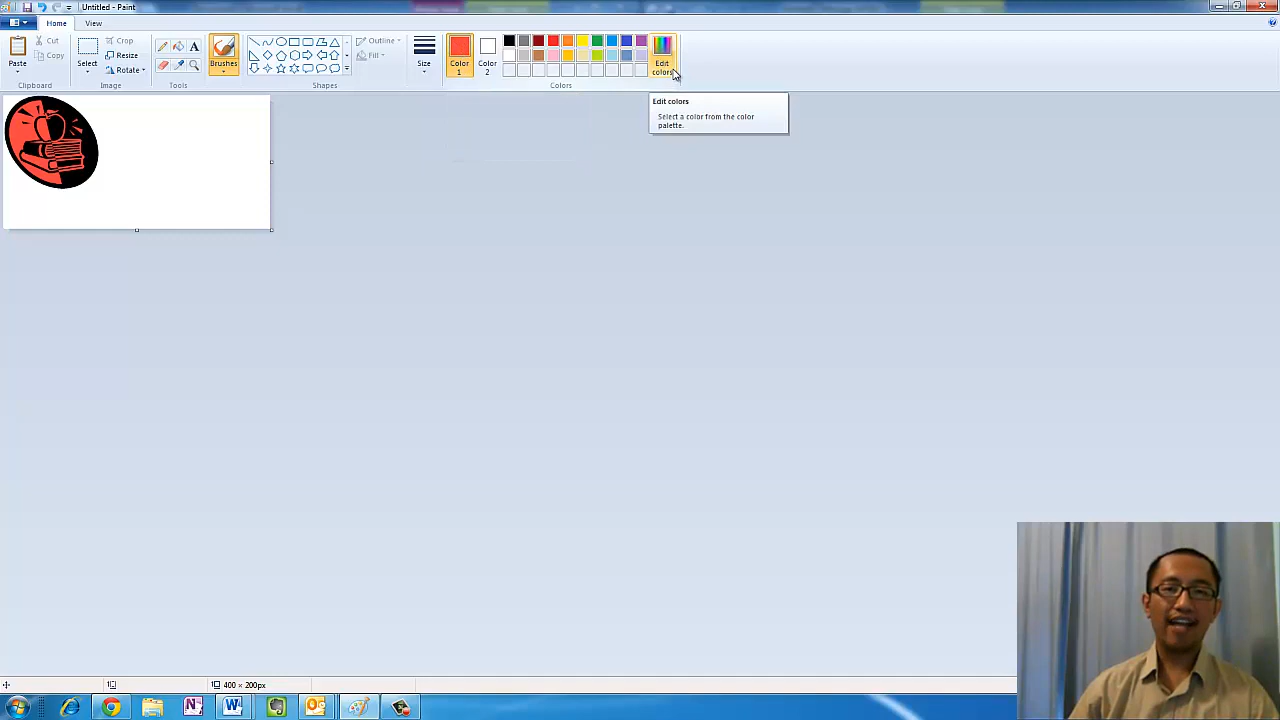 Untitled - Paint
Home View
Paste
Cut
Copy
Clipboard
Select
Crop
Resize
Rotate
Image
A
Tools
Brushes
Outline
Fill
Shapes
Size
Color
1
Color
2
Edit
colors
Colors
Edit colors
Select a color from the color
palette.
400 × 200px